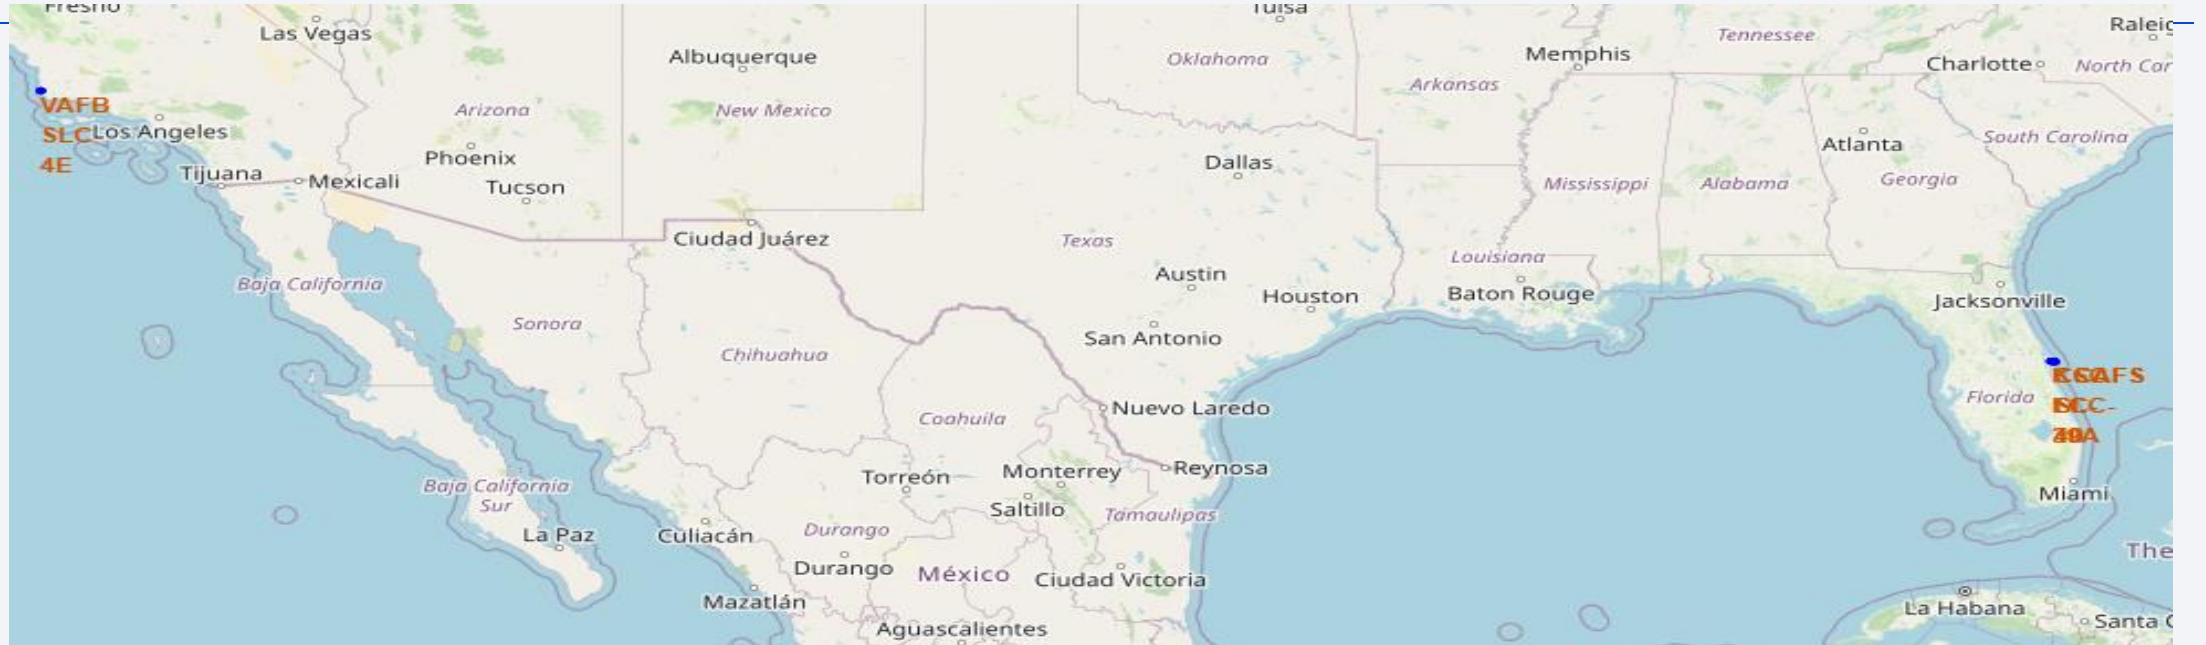 Tulsa
Las Vegas
Raleig
Albuquerque
Oklahoma
Memphis
Tennessee
Charlotte
North Car
VAFB
SLC-
4E
Los Angeles
Arizona
New Mexico
Arkansas
Atlanta
South Carolina
Phoenix
Dallas
Tijuana
Mexicali
Tucson
Mississippi
Alabama
Georgia
Ciudad Juárez
Texas
Louisiana
Baja California
Austin
Houston
Baton Rouge
Jacksonville
Sonora
San Antonio
Chihuahua
Florida
Nuevo Laredo
Coahuila
Torreón
Monterrey
Reynosa
Baja California
Sur
Saltillo
Tamaulipas
Miami
La Paz
Culiacán
Durango
The
Durango
México
Ciudad Victoria
Mazatlán
La Habana
Santa C
Aguascalientes